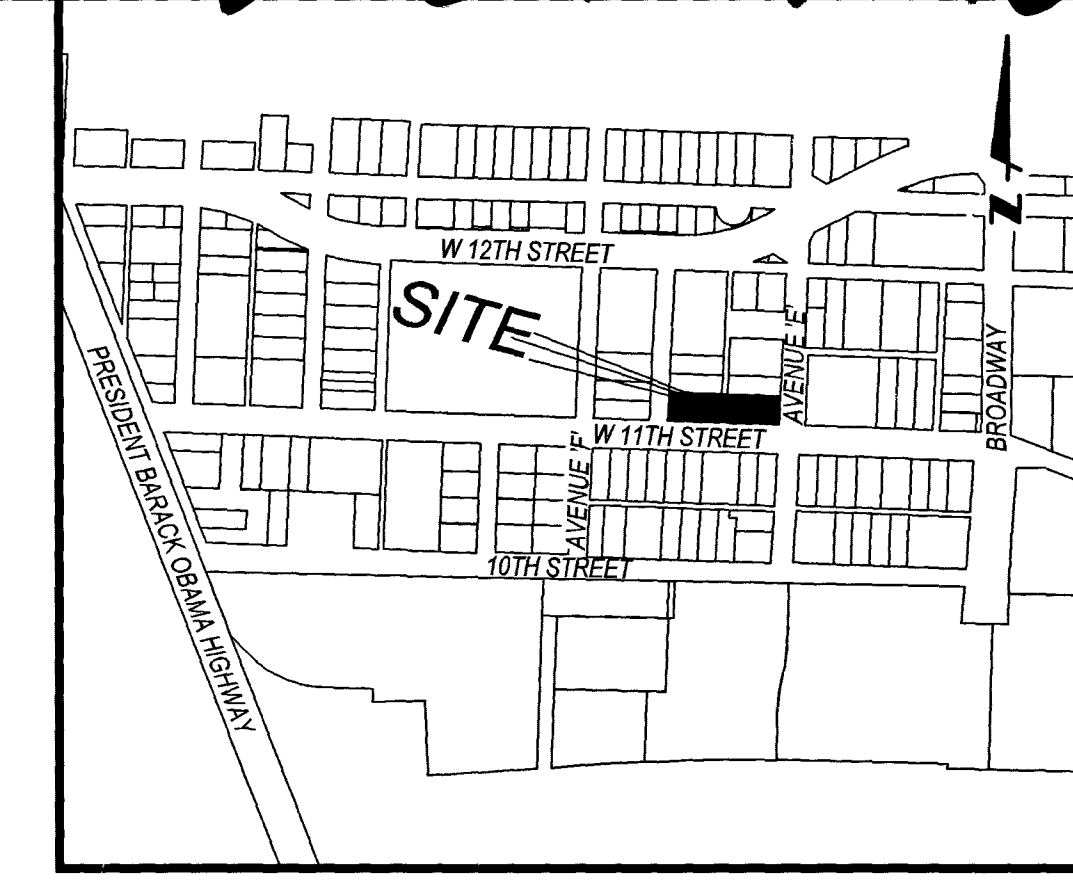 N
W 12TH STREET
SITE
AVENUE 'E'
BROADWAY
PRESIDENT BARACK OBAMA HIGHWAY
W 11TH STREET
AVENUE 'F'
10TH STREET